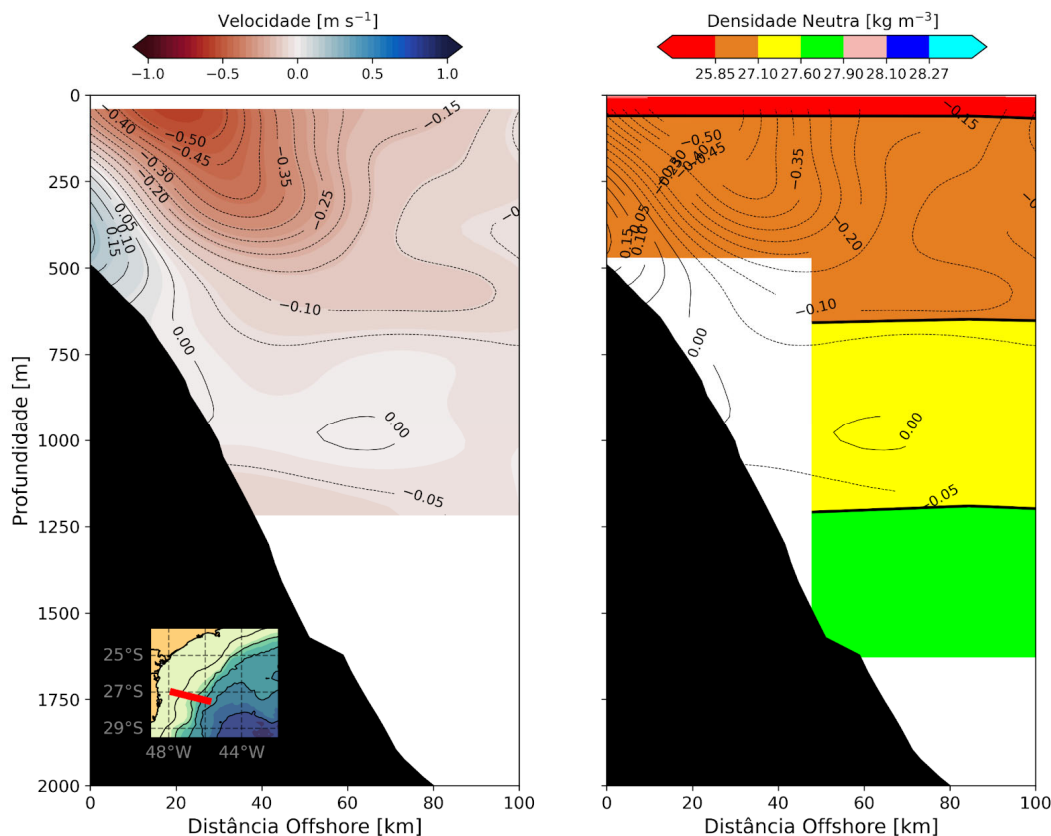 Velocidade [m s⁻¹]
−1.0 −0.5 0.0 0.5 1.0
Densidade Neutra [kg m⁻³]
25.85 27.10 27.60 27.90 28.10 28.27
Profundidade [m]
0
250
500
750
1000
1250
1500
1750
2000
−0.40
−0.50
−0.45
−0.30
−0.20
−0.35
−0.25
−0.15
0.05
0.10
0.15
−0.10
0.00
0.00
−0.05
25°S
27°S
29°S
48°W 44°W
0 20 40 60 80 100
Distância Offshore [km]
−0.50
−0.45
−0.40
−0.35
−0.15
0.05
0.10
0.15
−0.20
−0.10
0.00
0.00
−0.05
0 20 40 60 80 100
Distância Offshore [km]